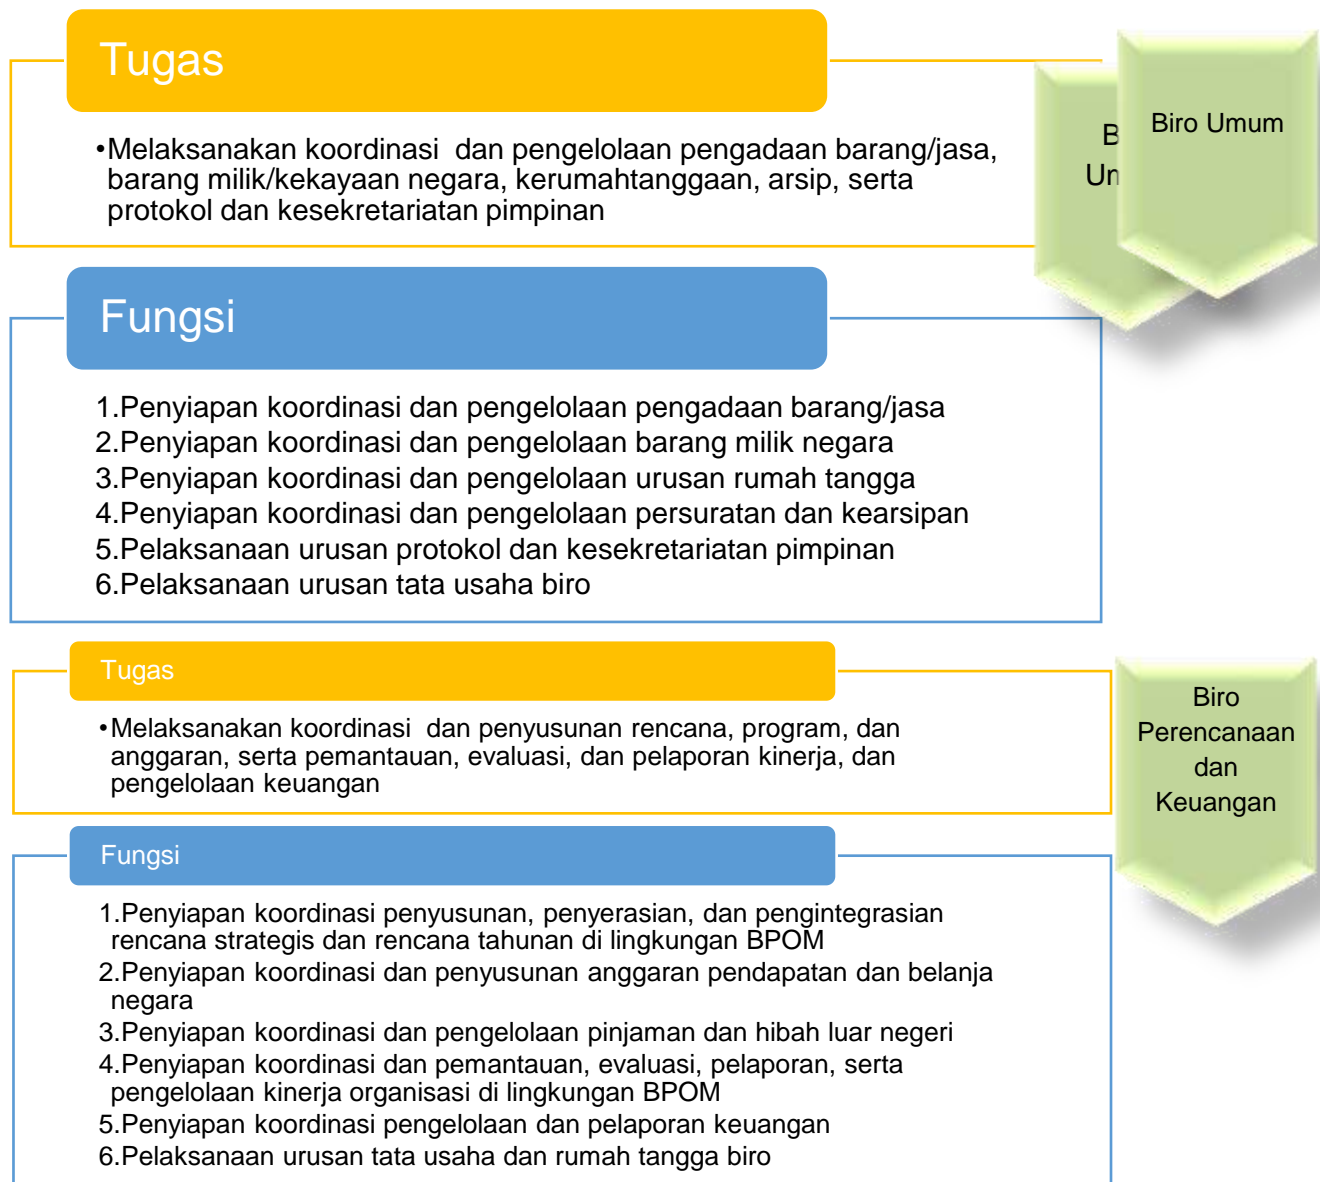 Tugas
•Melaksanakan koordinasi dan pengelolaan pengadaan barang/jasa,
barang milik/kekayaan negara, kerumahtanggaan, arsip, serta
protokol dan kesekretariatan pimpinan
Biro Umum
Fungsi
1.Penyiapan koordinasi dan pengelolaan pengadaan barang/jasa
2.Penyiapan koordinasi dan pengelolaan barang milik negara
3.Penyiapan koordinasi dan pengelolaan urusan rumah tangga
4.Penyiapan koordinasi dan pengelolaan persuratan dan kearsipan
5.Pelaksanaan urusan protokol dan kesekretariatan pimpinan
6.Pelaksanaan urusan tata usaha biro
Tugas
•Melaksanakan koordinasi dan penyusunan rencana, program, dan
anggaran, serta pemantauan, evaluasi, dan pelaporan kinerja, dan
pengelolaan keuangan
Biro
Perencanaan
dan
Keuangan
Fungsi
1.Penyiapan koordinasi penyusunan, penyerasian, dan pengintegrasian
rencana strategis dan rencana tahunan di lingkungan BPOM
2.Penyiapan koordinasi dan penyusunan anggaran pendapatan dan belanja
negara
3.Penyiapan koordinasi dan pengelolaan pinjaman dan hibah luar negeri
4.Penyiapan koordinasi dan pemantauan, evaluasi, pelaporan, serta
pengelolaan kinerja organisasi di lingkungan BPOM
5.Penyiapan koordinasi pengelolaan dan pelaporan keuangan
6.Pelaksanaan urusan tata usaha dan rumah tangga biro